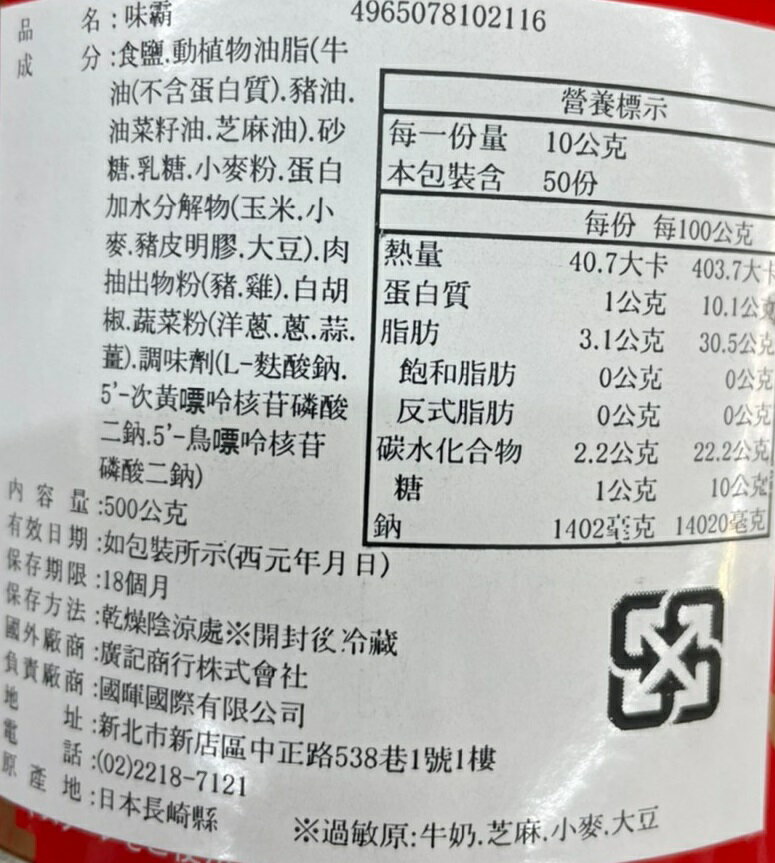 品名:味霸
4965078102116
成分:食鹽.動植物油脂(牛
油(不含蛋白質).豬油.
油菜籽油.芝麻油).砂
糖.乳糖.小麥粉.蛋白
加水分解物(玉米.小
麥.豬皮明膠.大豆).肉
抽出物粉(豬.雞).白胡
椒.蔬菜粉(洋蔥.蔥.蒜.
薑).調味劑(L-麩酸鈉.
5'-次黃嘌呤核苷磷酸
二鈉.5'-鳥嘌呤核苷
磷酸二鈉)
內容量:500公克
有效日期:如包裝所示(西元年月日)
保存期限:18個月
保存方法:乾燥陰涼處※開封後冷藏
國外廠商:廣記商行株式會社
負責廠商:國暉國際有限公司
地址:新北市新店區中正路538巷1號1樓
電話:(02)2218-7121
原產地:日本長崎縣
※過敏原:牛奶.芝麻.小麥.大豆
營養標示
每一份量 10公克
本包裝含 50份
每份 每100公克
熱量 40.7大卡 403.7大卡
蛋白質 1公克 10.1公克
脂肪 3.1公克 30.5公克
飽和脂肪 0公克 0公克
反式脂肪 0公克 0公克
碳水化合物 2.2公克 22.2公克
糖 1公克 10公克
鈉 1402毫克 14020毫克